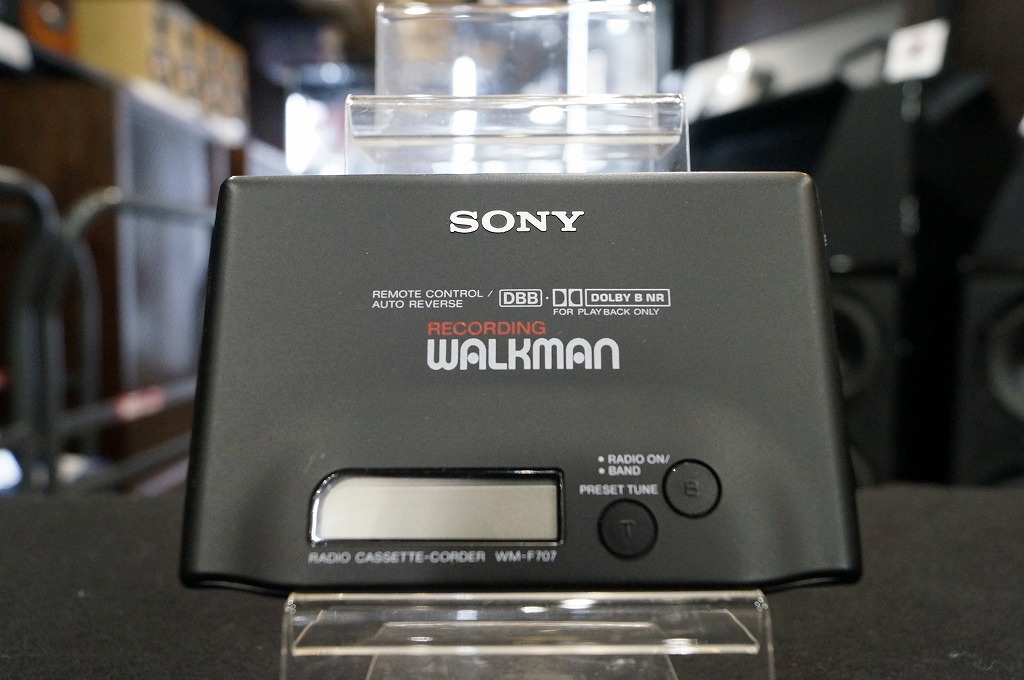 SONY
REMOTE CONTROL / DBB · DOLBY B NR
AUTO REVERSE FOR PLAYBACK ONLY
RECORDING
WALKMAN
• RADIO ON/
• BAND
PRESET TUNE
B
T
RADIO CASSETTE-CORDER WM-F707